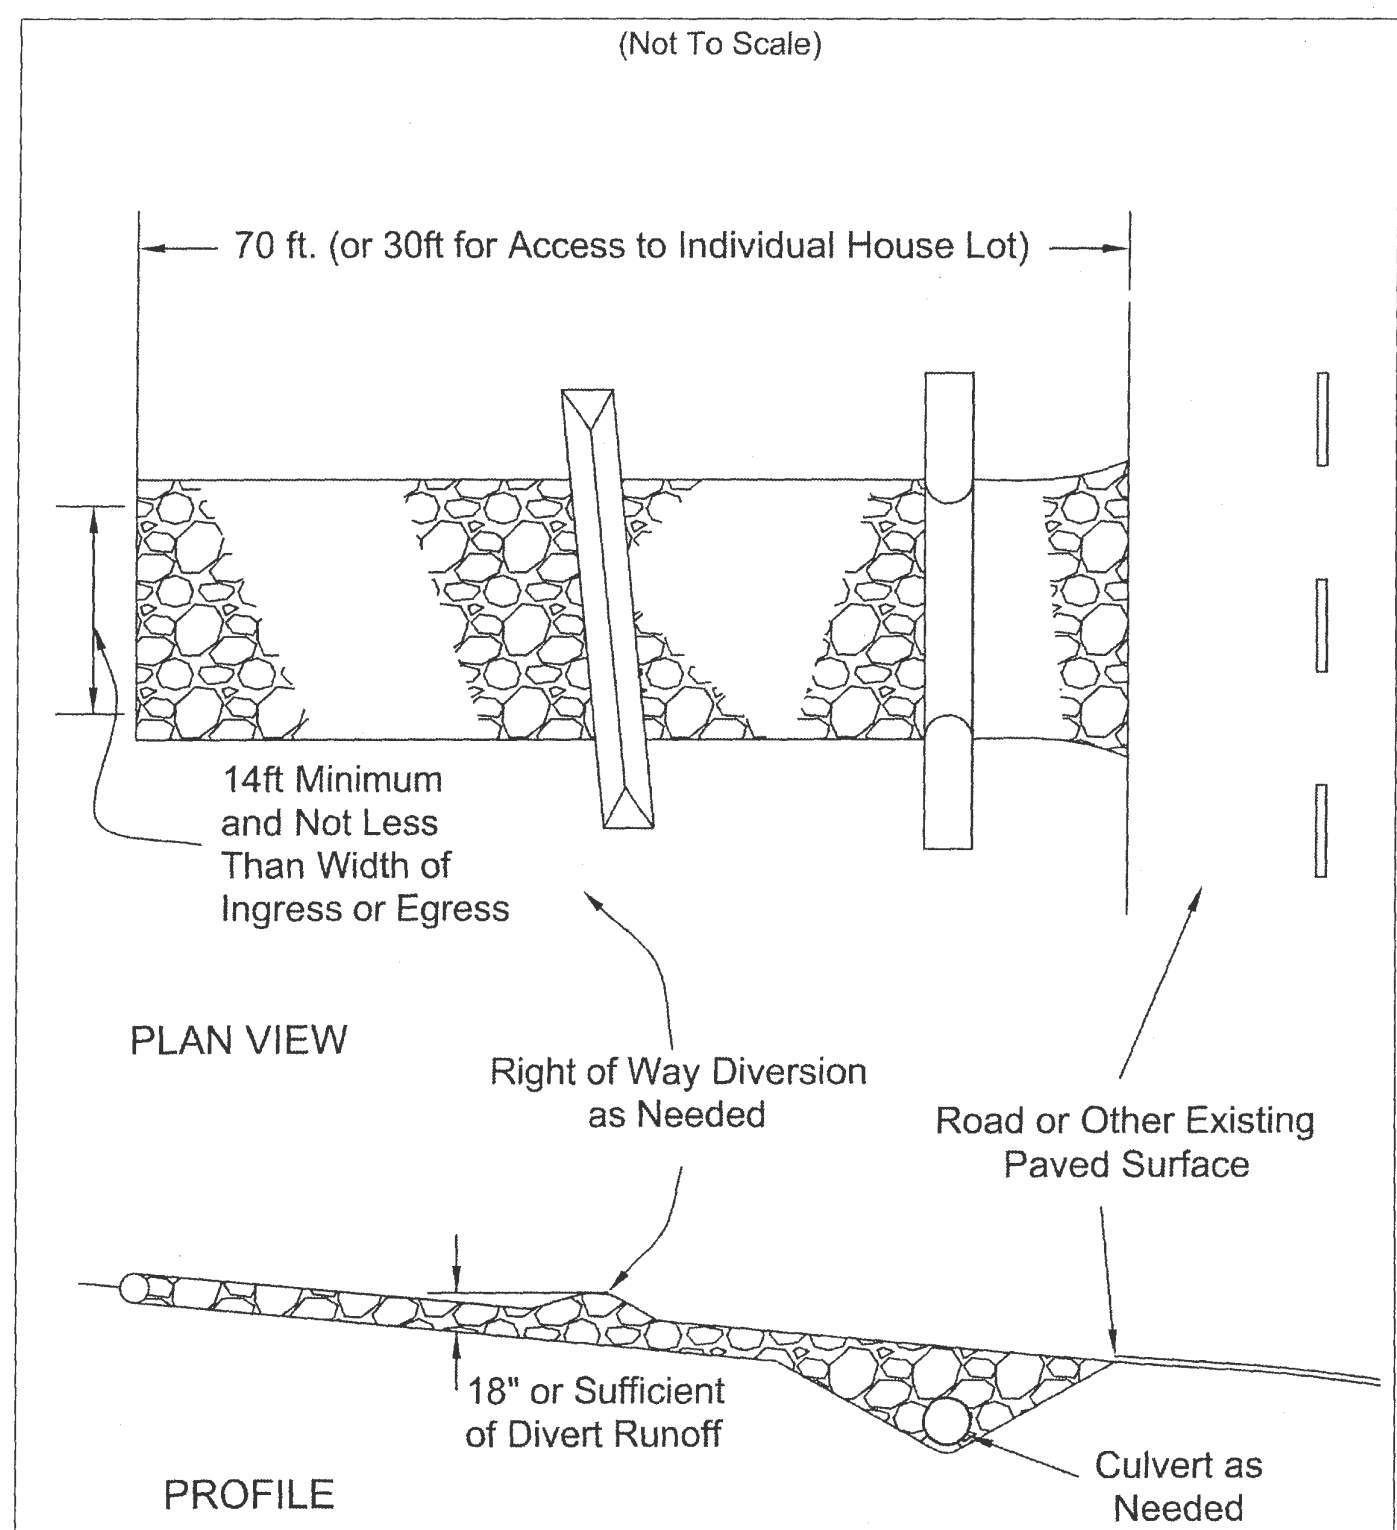 (Not To Scale)
70 ft. (or 30ft for Access to Individual House Lot)
14ft Minimum
and Not Less
Than Width of
Ingress or Egress
PLAN VIEW
Right of Way Diversion
as Needed
Road or Other Existing
Paved Surface
18" or Sufficient
of Divert Runoff
Culvert as
Needed
PROFILE